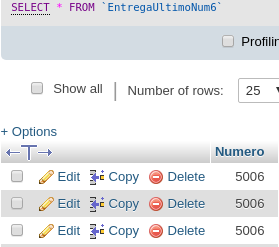 SELECT * FROM `EntregaUltimoNum6`
Profilin
Show all | Number of rows: 25
+ Options
Numero
Edit Copy Delete 5006
Edit Copy Delete 5006
Edit Copy Delete 5006